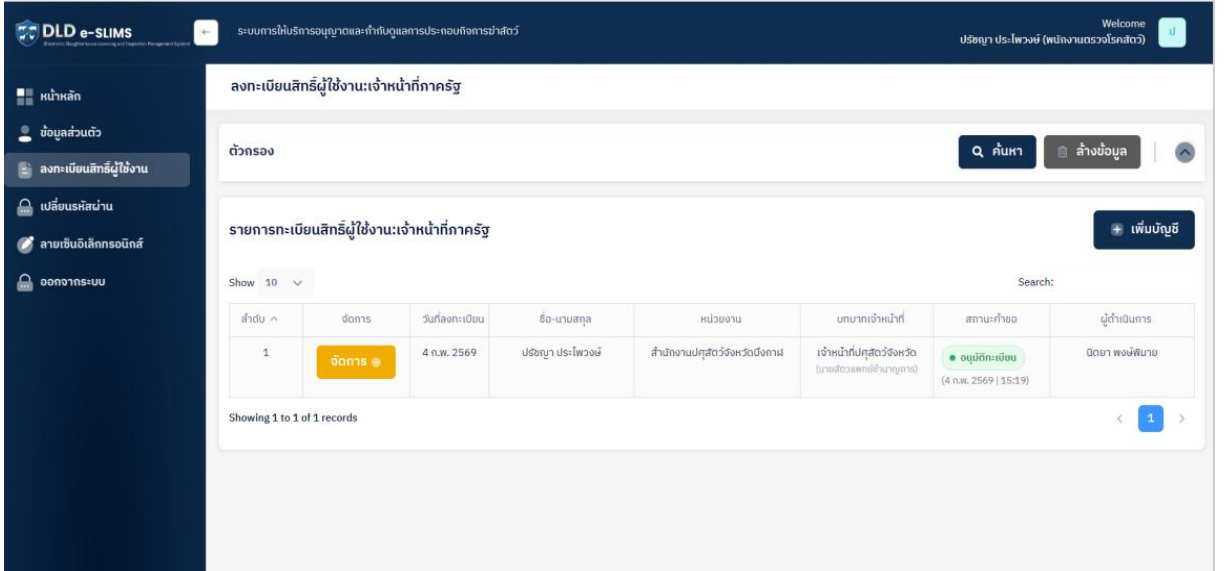 DLD e-SLIMS
ระบบการให้บริการอนุญาตและกำกับดูแลการประกอบกิจการฆ่าสัตว์
Welcome
ปรัชญา ประไพวงษ์ (พนักงานตรวจโรคสัตว์)
ป
หน้าหลัก
ข้อมูลส่วนตัว
ลงทะเบียนสิทธิ์ผู้ใช้งาน
เปลี่ยนรหัสผ่าน
ลายเซ็นอิเล็กทรอนิกส์
ออกจากระบบ
ลงทะเบียนสิทธิ์ผู้ใช้งาน:เจ้าหน้าที่ภาครัฐ
ตัวกรอง
ค้นหา
ล้างข้อมูล
รายการทะเบียนสิทธิ์ผู้ใช้งาน:เจ้าหน้าที่ภาครัฐ
เพิ่มบัญชี
Show 10
Search:
ลำดับ จัดการ วันที่ลงทะเบียน ชื่อ-นามสกุล หน่วยงาน บทบาทเจ้าหน้าที่ สถานะคำขอ ผู้ดำเนินการ
1 จัดการ 4 ก.พ. 2569 ปรัชญา ประไพวงษ์ สำนักงานปศุสัตว์จังหวัดบึงกาฬ เจ้าหน้าที่ปศุสัตว์จังหวัด อนุมัติทะเบียน นิตยา พงษ์พิมาย
(นายสัตวแพทย์ชำนาญการ) (4 ก.พ. 2569 | 15:19)
Showing 1 to 1 of 1 records
1